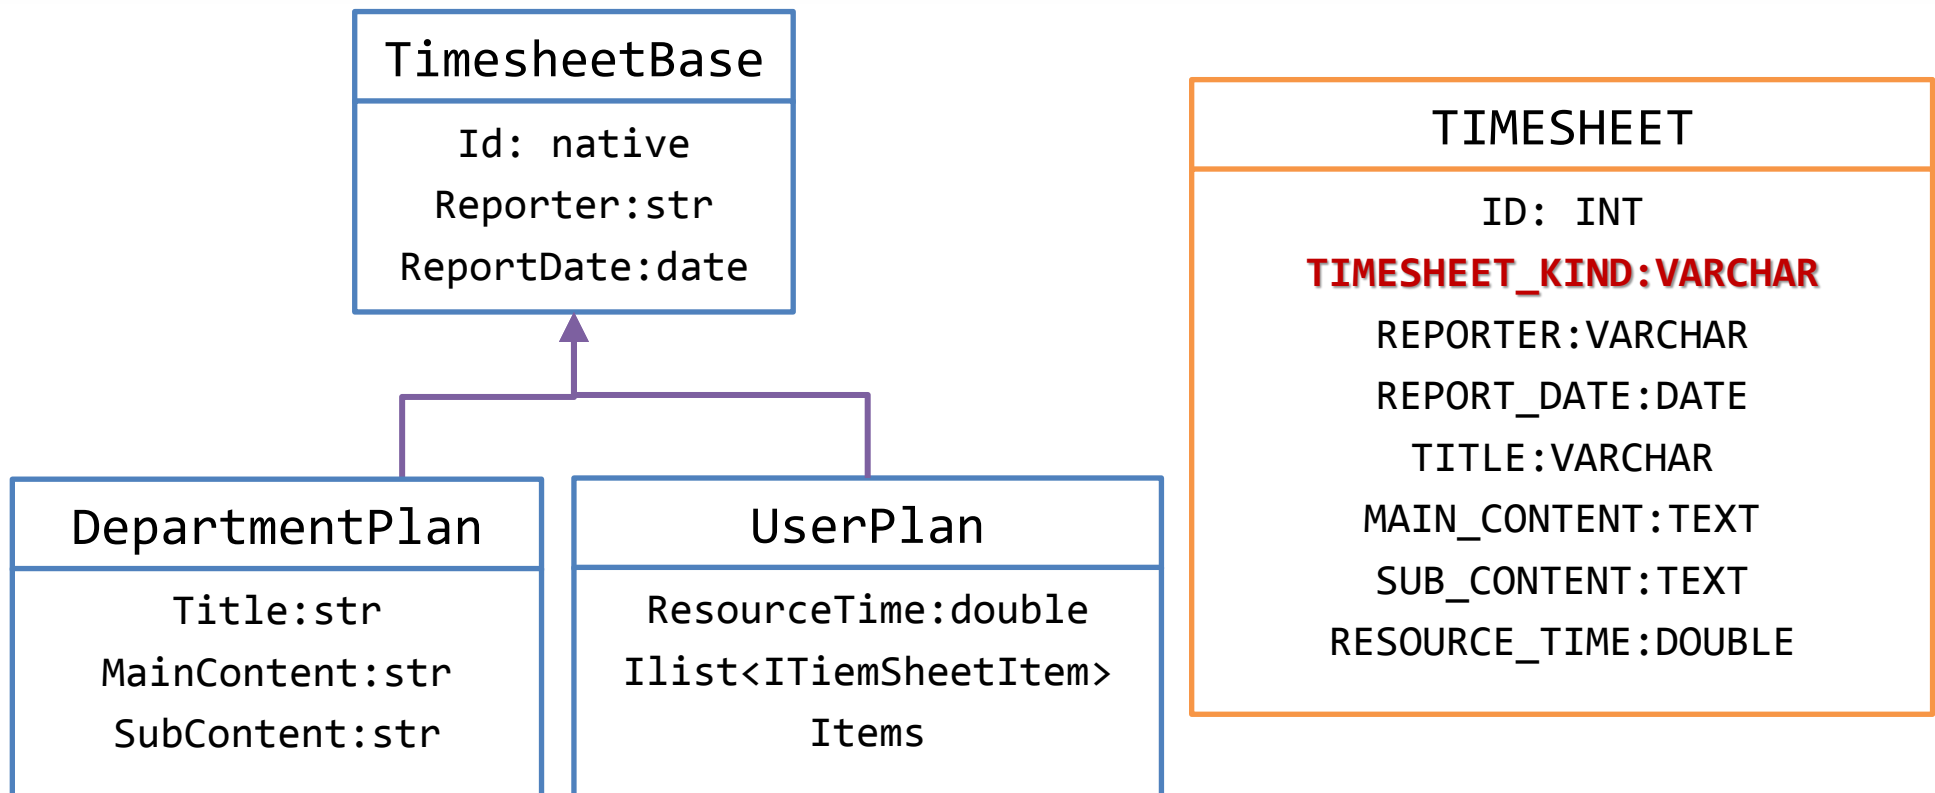 TimesheetBase
Id: native
Reporter:str
ReportDate:date
DepartmentPlan
Title:str
MainContent:str
SubContent:str
UserPlan
ResourceTime:double
Ilist<ITiemSheetItem>
Items
TIMESHEET
ID: INT
TIMESHEET_KIND:VARCHAR
REPORTER:VARCHAR
REPORT_DATE:DATE
TITLE:VARCHAR
MAIN_CONTENT:TEXT
SUB_CONTENT:TEXT
RESOURCE_TIME:DOUBLE